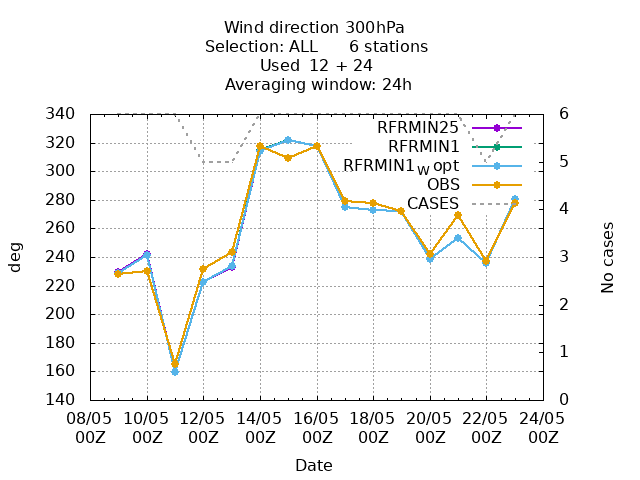 Wind direction 300hPa
Selection: ALL 6 stations
Used 12 + 24
Averaging window: 24h
340
320
300
280
260
240
220
200
180
160
140
deg
RFRMIN25
RFRMIN1
RFRMIN1w opt
OBS
CASES
6
5
4
3
2
1
0
No cases
08/05 10/05 12/05 14/05 16/05 18/05 20/05 22/05 24/05
00Z 00Z 00Z 00Z 00Z 00Z 00Z 00Z 00Z
Date